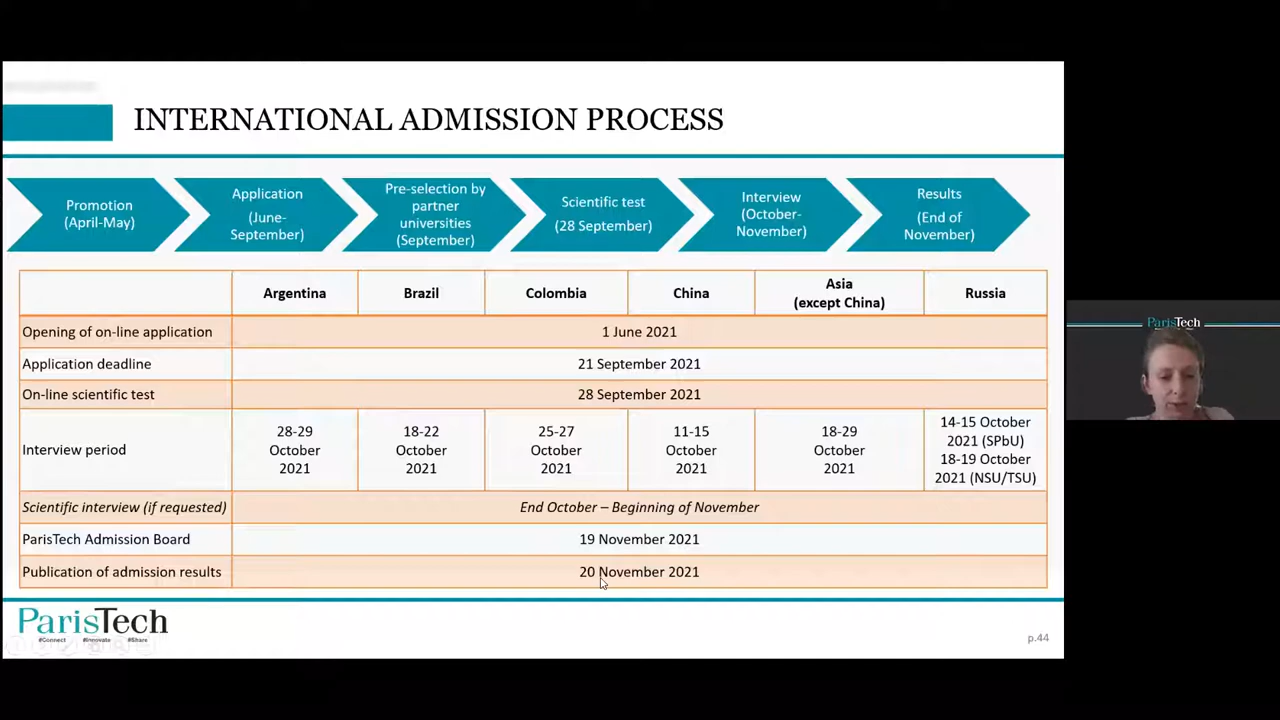 INTERNATIONAL ADMISSION PROCESS
Promotion
(April-May)
Application
(June-
September)
Pre-selection by
partner
universities
(September)
Scientific test
(28 September)
Interview
(October-
November)
Results
(End of
November)
Argentina
Brazil
Colombia
China
Asia
(except China)
Russia
Opening of on-line application
1 June 2021
Application deadline
21 September 2021
On-line scientific test
28 September 2021
Interview period
28-29
October
2021
18-22
October
2021
25-27
October
2021
11-15
October
2021
18-29
October
2021
14-15 October
2021 (SPbU)
18-19 October
2021 (NSU/TSU)
Scientific interview (if requested)
End October – Beginning of November
ParisTech Admission Board
19 November 2021
Publication of admission results
20 November 2021
ParisTech
#Connect #Innovate #Share
p.44
ParisTech